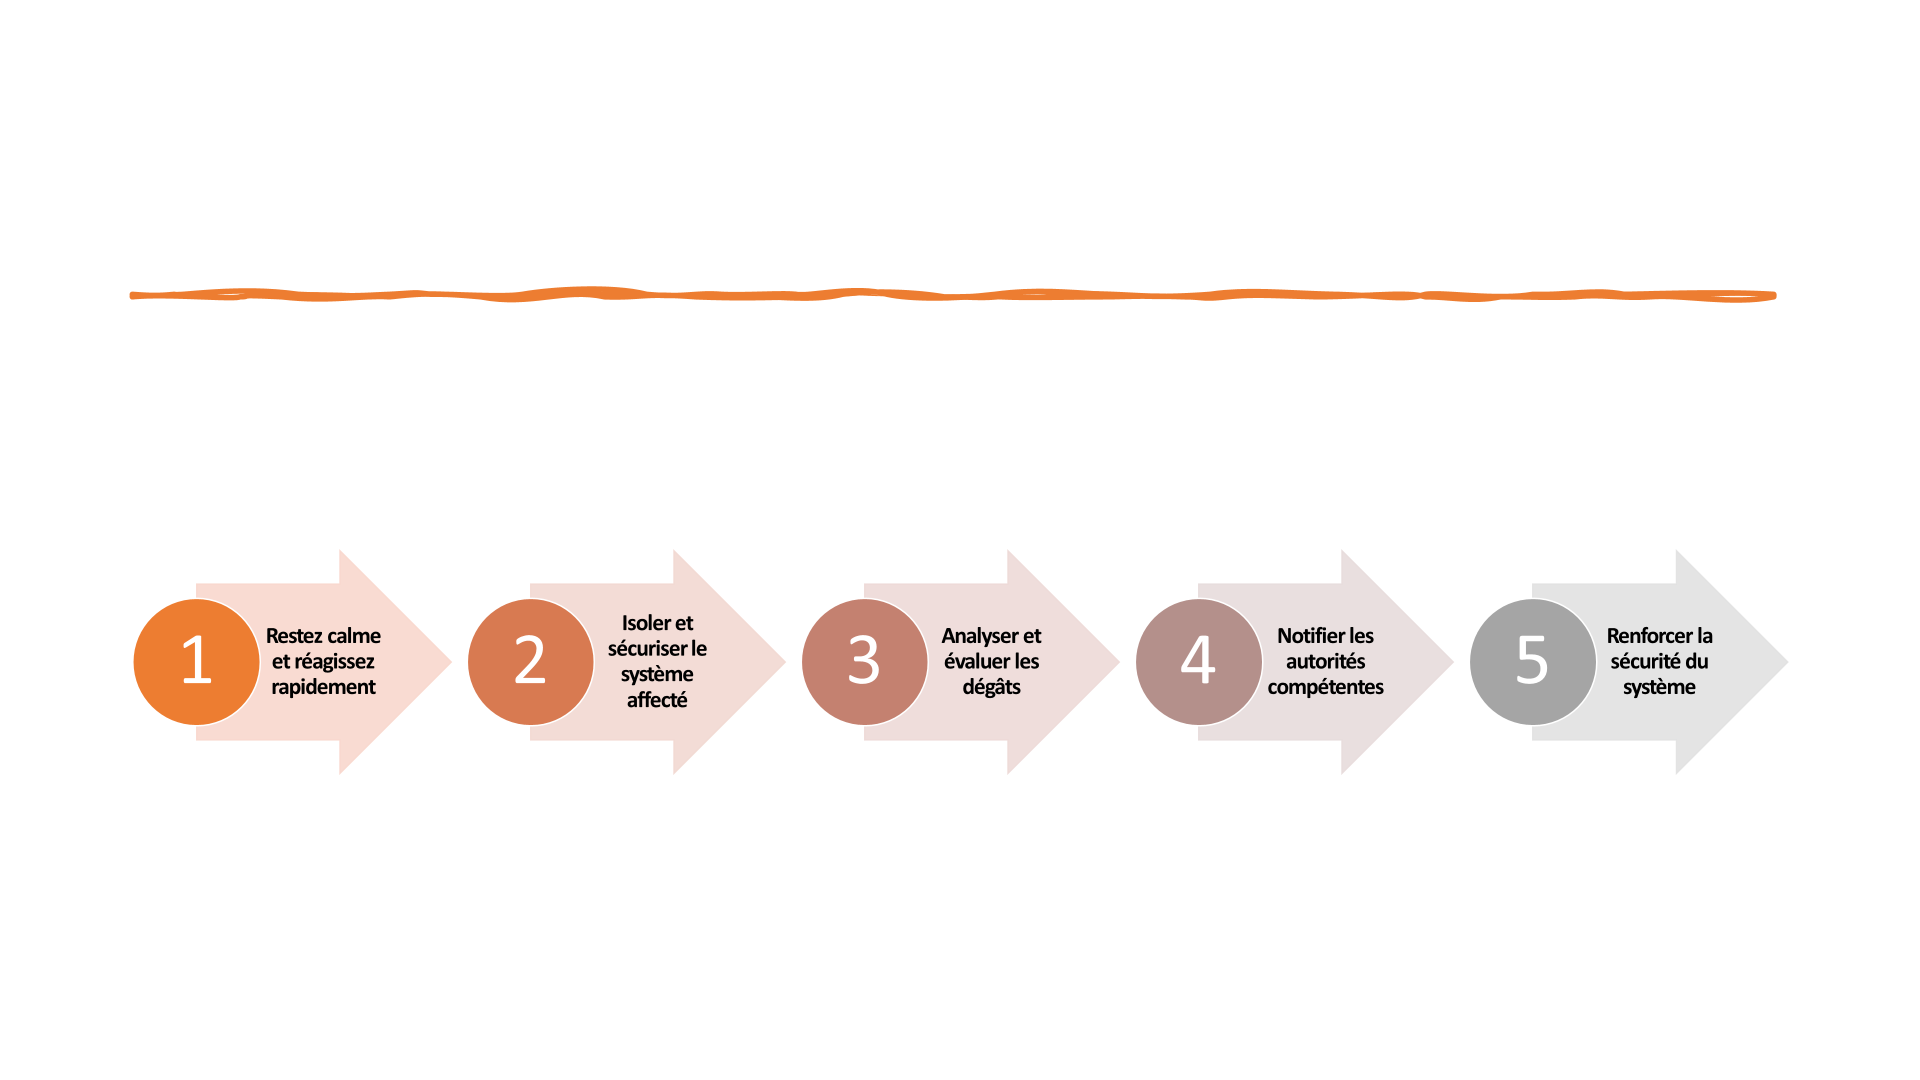 1
Restez calme
et réagissez
rapidement
2
Isoler et
sécuriser le
système
affecté
3
Analyser et
évaluer les
dégâts
4
Notifier les
autorités
compétentes
5
Renforcer la
sécurité du
système